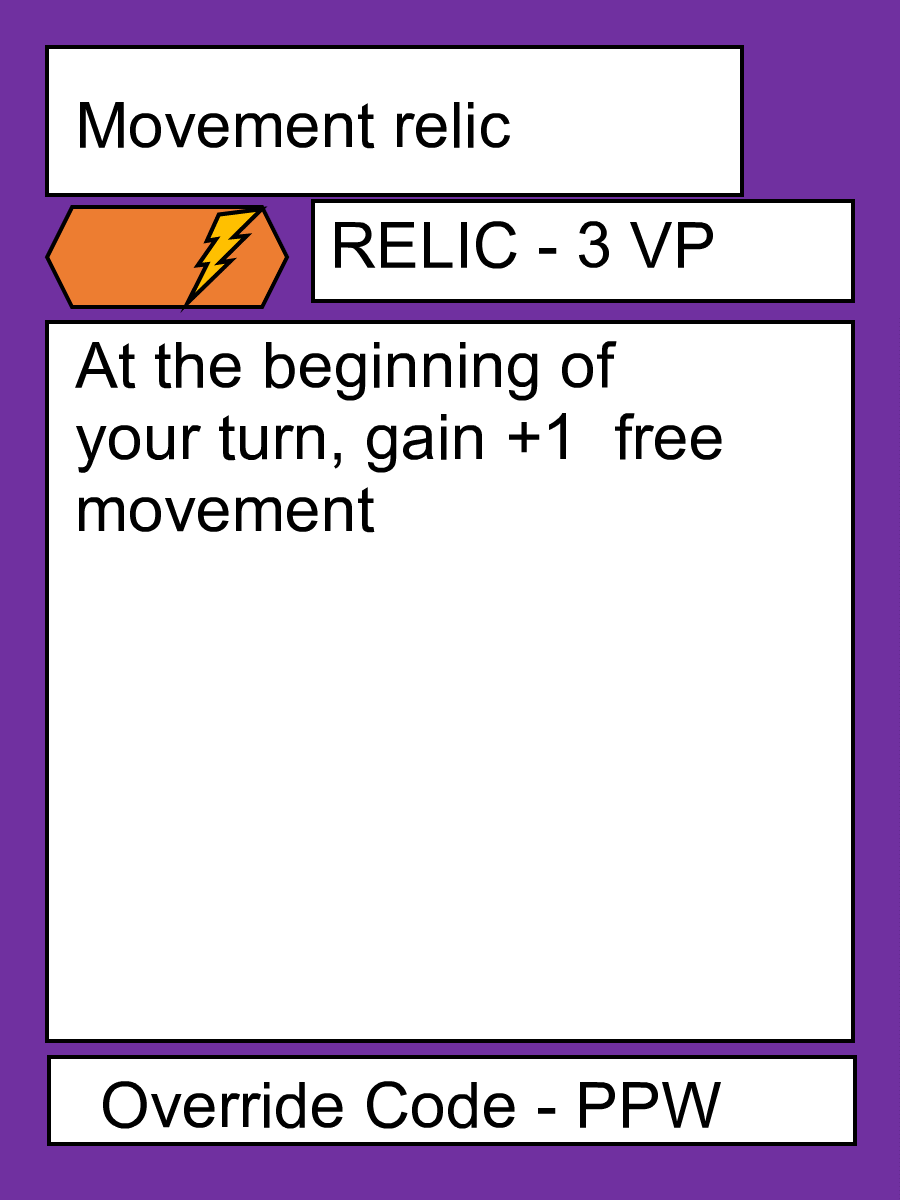 Movement relic
RELIC - 3 VP
At the beginning of
your turn, gain +1  free
movement
Override Code - PPW